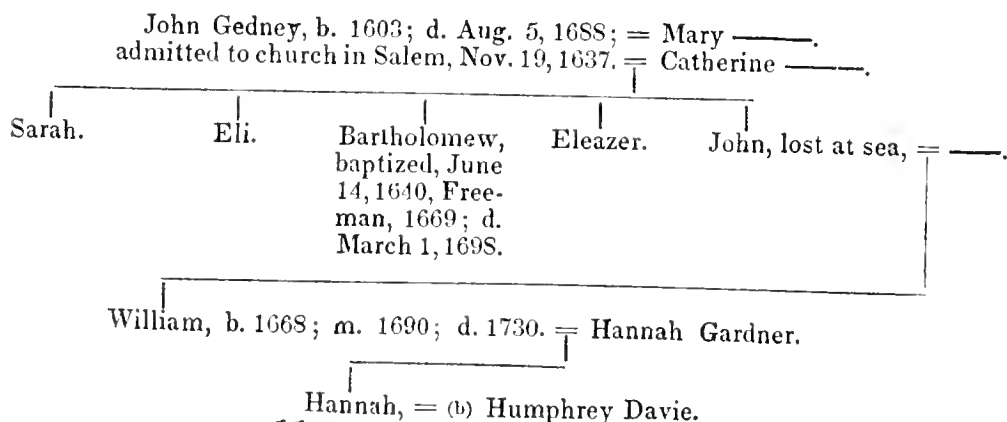 John Gedney, b. 1603; d. Aug. 5, 1688; = Mary ———.
admitted to church in Salem, Nov. 19, 1637. = Catherine ———.
Sarah. Eli. Bartholomew, Eleazer. John, lost at sea, = ———.
baptized, June
14, 1640, Free-
man, 1669; d.
March 1, 1698.
William, b. 1668; m. 1690; d. 1730. = Hannah Gardner.
Hannah, = (b) Humphrey Davie.